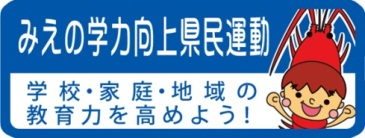 みえの学力向上県民運動
学校・家庭・地域の
教育力を高めよう!